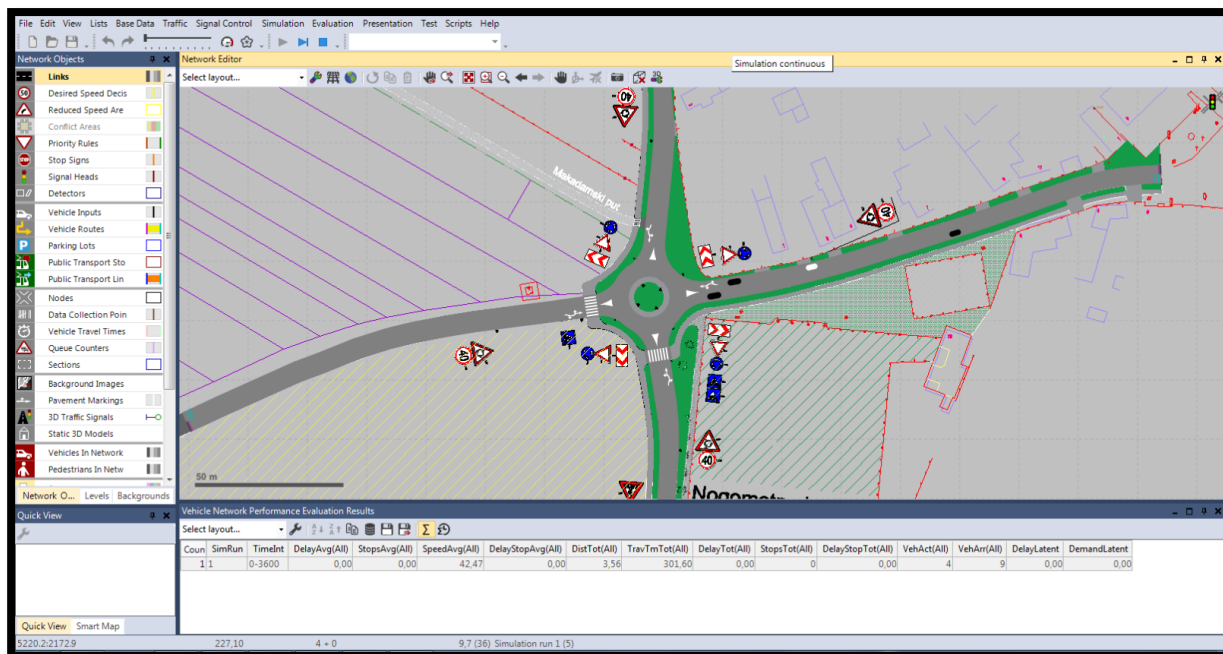 File Edit View Lists Base Data Traffic Signal Control Simulation Evaluation Presentation Test Scripts Help
Network Objects
Network Editor
Simulation continuous
Select layout...
Links
Desired Speed Decis
Reduced Speed Are
Conflict Areas
Priority Rules
Stop Signs
Signal Heads
Detectors
Vehicle Inputs
Vehicle Routes
Parking Lots
Public Transport Sto
Public Transport Lin
Nodes
Data Collection Poin
Vehicle Travel Times
Queue Counters
Sections
Background Images
Pavement Markings
3D Traffic Signals
Static 3D Models
Vehicles In Network
Pedestrians In Netw
Network O... Levels Backgrounds
40
Makadamski put
40
40
40
50 m
Quick View
Quick View Smart Map
Vehicle Network Performance Evaluation Results
Select layout...
Coun SimRun TimeInt DelayAvg(All) StopsAvg(All) SpeedAvg(All) DelayStopAvg(All) DistTot(All) TravTmTot(All) DelayTot(All) StopsTot(All) DelayStopTot(All) VehAct(All) VehArr(All) DelayLatent DemandLatent
1 1 0-3600 0,00 0,00 42,47 0,00 3,56 301,60 0,00 0 0,00 4 9 0,00 0,00
5220.2:2172.9 227,10 4 + 0 9,7 (36) Simulation run 1 (5)